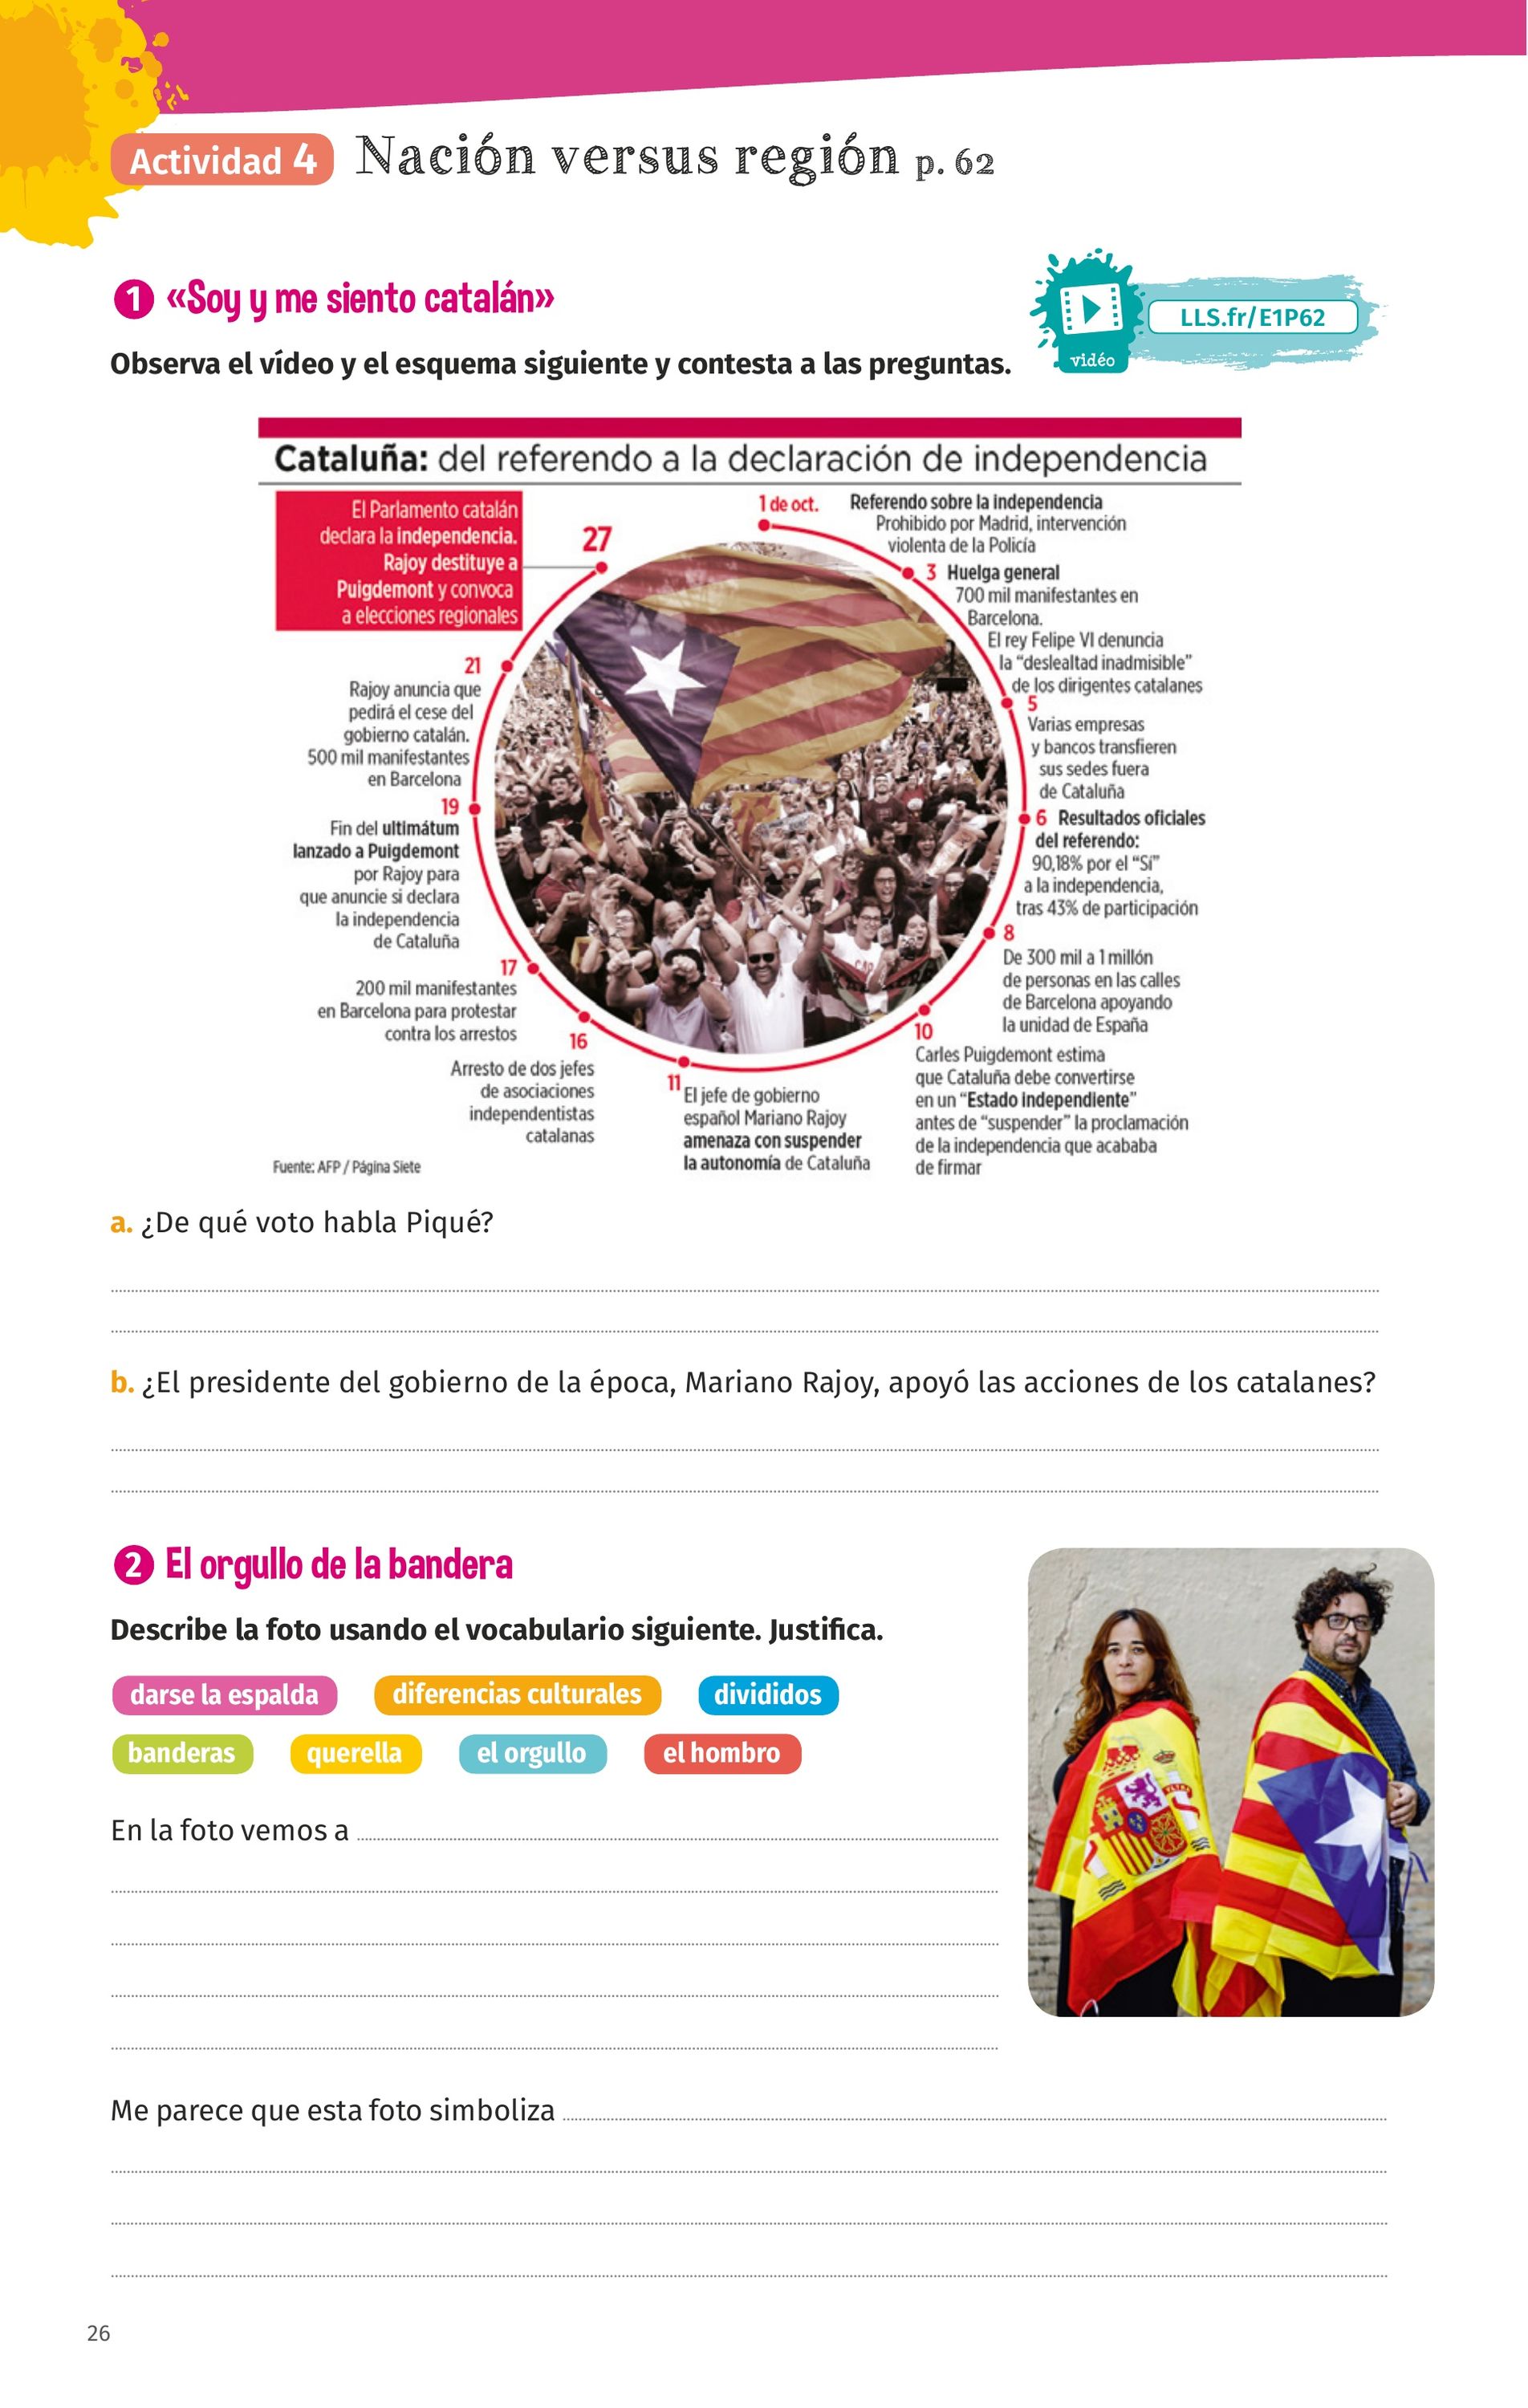 Actividad 4 Nación versus región p. 62
1 «Soy y me siento catalán»
LLS.fr/E1P62
vidéo
Observa el vídeo y el esquema siguiente y contesta a las preguntas.
Cataluña: del referendo a la declaración de independencia
1 de oct. Referendo sobre la independencia
Prohibido por Madrid, intervención
violenta de la Policía
3 Huelga general
700 mil manifestantes en
Barcelona.
El rey Felipe VI denuncia
la “deslealtad inadmisible”
de los dirigentes catalanes
5
Varias empresas
y bancos transfieren
sus sedes fuera
de Cataluña
6 Resultados oficiales
del referendo:
90,18% por el “Sí”
a la independencia,
tras 43% de participación
8
De 300 mil a 1 millón
de personas en las calles
de Barcelona apoyando
la unidad de España
10
Carles Puigdemont estima
que Cataluña debe convertirse
en un “Estado independiente”
antes de “suspender” la proclamación
de la independencia que acababa
de firmar
11
El jefe de gobierno
español Mariano Rajoy
amenaza con suspender
la autonomía de Cataluña
16
Arresto de dos jefes
de asociaciones
independentistas
catalanas
17
200 mil manifestantes
en Barcelona para protestar
contra los arrestos
19
Fin del ultimátum
lanzado a Puigdemont
por Rajoy para
que anuncie si declara
la independencia
de Cataluña
21
Rajoy anuncia que
pedirá el cese del
gobierno catalán.
500 mil manifestantes
en Barcelona
27
El Parlamento catalán
declara la independencia.
Rajoy destituye a
Puigdemont y convoca
a elecciones regionales
Fuente: AFP / Página Siete
a. ¿De qué voto habla Piqué?
b. ¿El presidente del gobierno de la época, Mariano Rajoy, apoyó las acciones de los catalanes?
2 El orgullo de la bandera
Describe la foto usando el vocabulario siguiente. Justifica.
darse la espalda diferencias culturales divididos
banderas querella el orgullo el hombro
En la foto vemos a
Me parece que esta foto simboliza
26